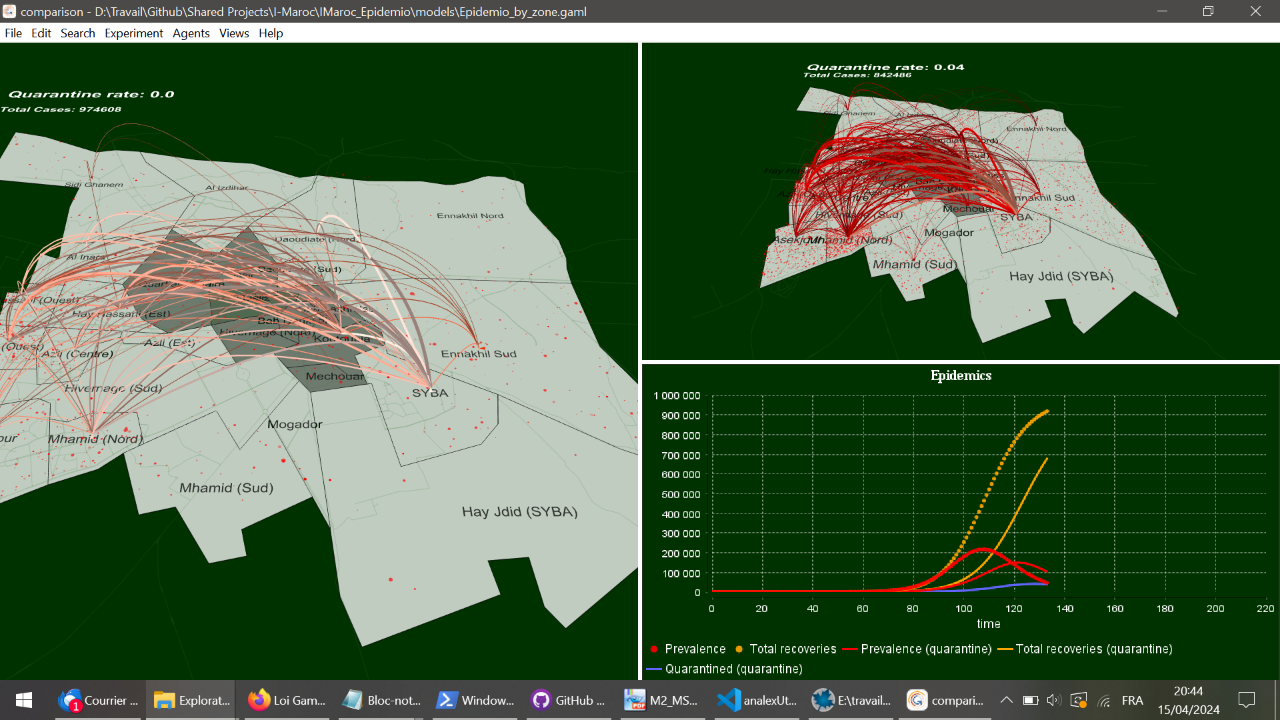 comparison - D:\Travail\Github\Shared Projects\I-Maroc\IMaroc_Epidemio\models\Epidemio_by_zone.gaml
File Edit Search Experiment Agents Views Help
Quarantine rate: 0.0
Total Cases: 974608
Sidi Ghanem
Al Izdihar
Ennakhil Nord
Daoudiate (Nord)
Al Inara
(Sud)
(Ouest)
Hay Hassani (Est)
Hivernage (Nord)
Koutoubia
(Ouest)
Azli (Centre)
Azli (Est)
Ennakhil Sud
Mechouar
Hivernage (Sud)
SYBA
Mogador
Mhamid (Nord)
Mhamid (Sud)
Hay Jdid (SYBA)
Quarantine rate: 0.04
Total Cases: 842486
Ennakhil Nord
Ennakhil Sud
Mechouar
(Sud)
SYBA
Mogador
Mhamid (Nord)
Mhamid (Sud)
Hay Jdid (SYBA)
Epidemics
1 000 000
900 000
800 000
700 000
600 000
500 000
400 000
300 000
200 000
100 000
0
0 20 40 60 80 100 120 140 160 180 200 220
time
Prevalence Total recoveries Prevalence (quarantine) Total recoveries (quarantine)
Quarantined (quarantine)
1 Courrier ... Explorat... Loi Gam... Bloc-not... Window... GitHub ... PDF M2_MS... analexUt... E:\travail... compari... FRA
20:44
15/04/2024